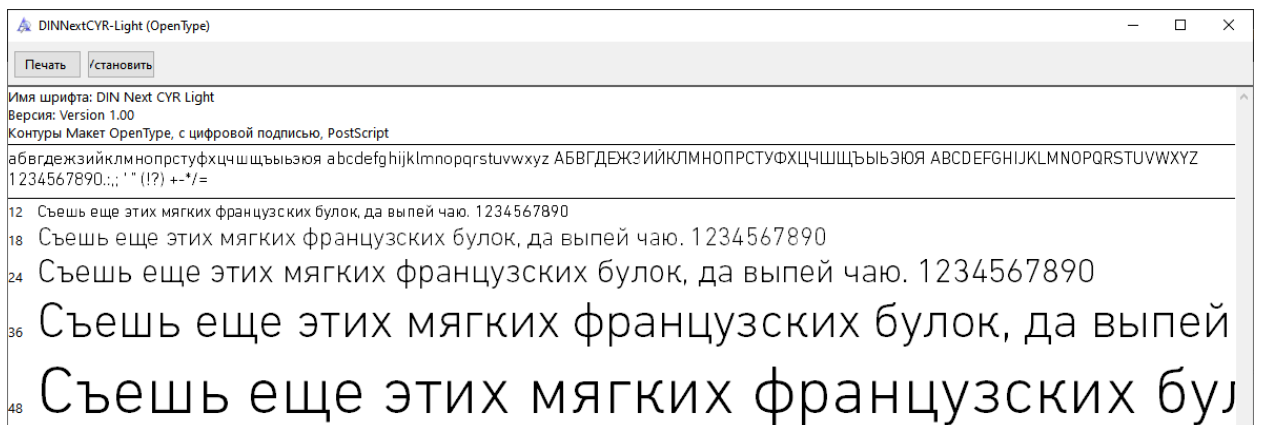 DINNextCYR-Light (OpenType)
Печать Установить
Имя шрифта: DIN Next CYR Light
Версия: Version 1.00
Контуры Макет OpenType, с цифровой подписью, PostScript
абвгдежзийклмнопрстуфхцчшщъыьэюя abcdefghijklmnopqrstuvwxyz АБВГДЕЖЗИЙКЛМНОПРСТУФХЦЧШЩЪЫЬЭЮЯ ABCDEFGHIJKLMNOPQRSTUVWXYZ
1234567890.:,; ' " (!?) +-*/=
12 Съешь еще этих мягких французских булок, да выпей чаю. 1234567890
18 Съешь еще этих мягких французских булок, да выпей чаю. 1234567890
24 Съешь еще этих мягких французских булок, да выпей чаю. 1234567890
36 Съешь еще этих мягких французских булок, да выпей
48 Съешь еще этих мягких французских бул